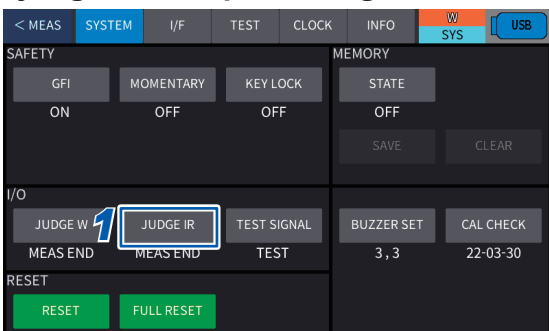 < MEAS SYSTEM I/F TEST CLOCK INFO W SYS USB
SAFETY MEMORY
GFI MOMENTARY KEY LOCK STATE
ON OFF OFF OFF
SAVE CLEAR
I/O
JUDGE W 1 JUDGE IR TEST SIGNAL BUZZER SET CAL CHECK
MEAS END MEAS END TEST 3 , 3 22-03-30
RESET
RESET FULL RESET